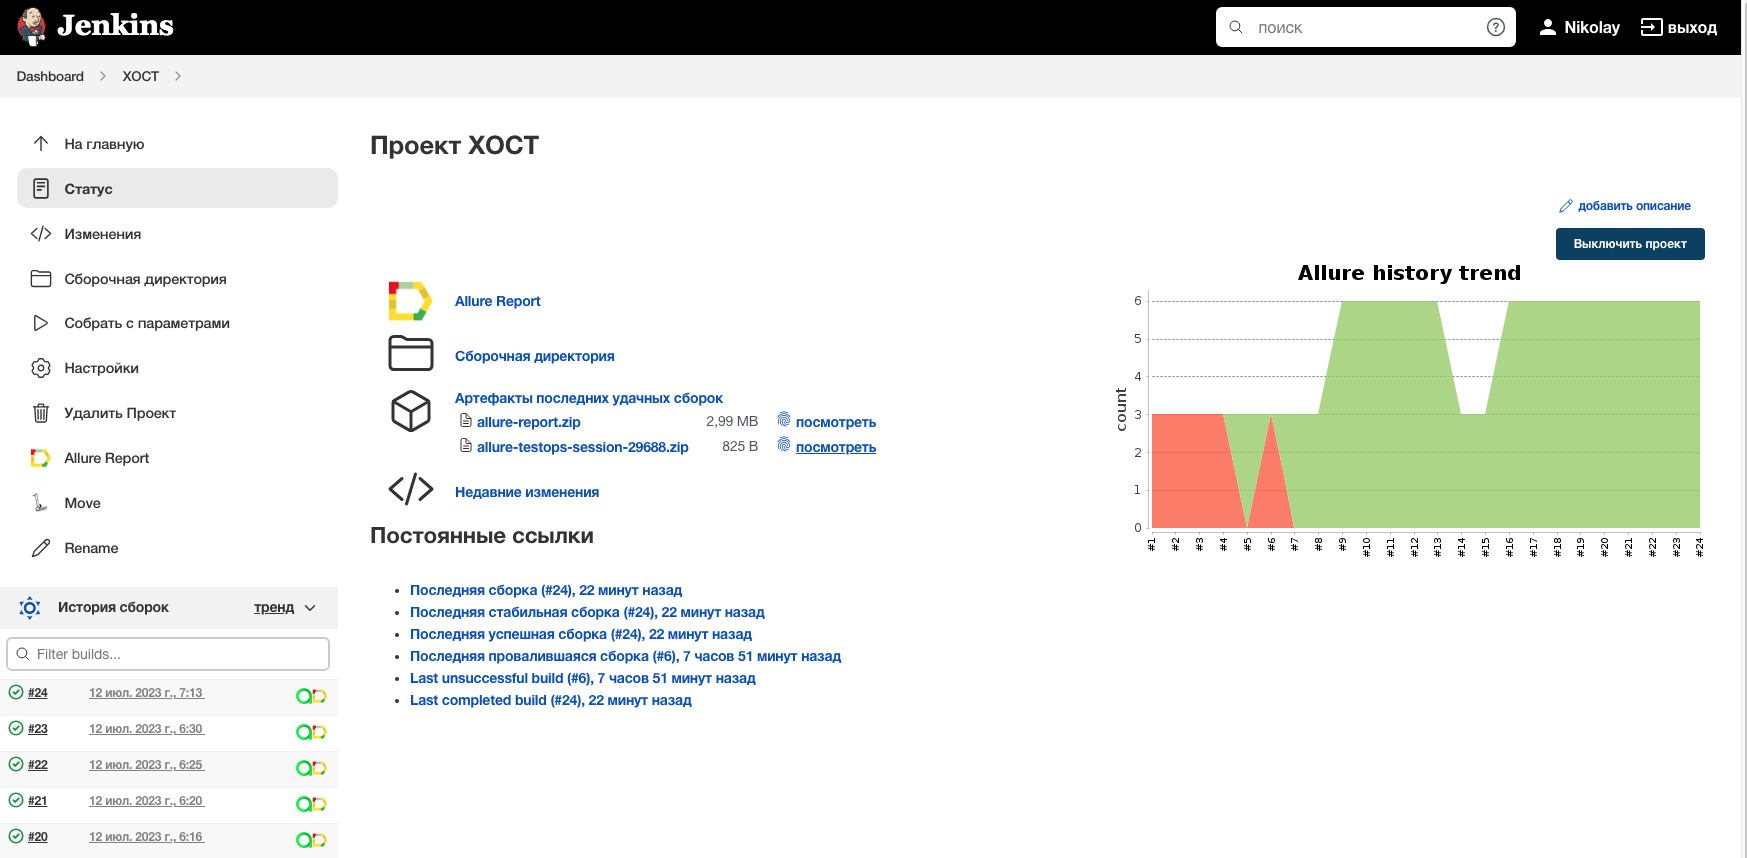 Jenkins
поиск
Nikolay
выход
Dashboard
ХОСТ
На главную
Статус
Изменения
Сборочная директория
Собрать с параметрами
Настройки
Удалить Проект
Allure Report
Move
Rename
История сборок
тренд
Filter builds...
#24 12 июл. 2023 г., 7:13
#23 12 июл. 2023 г., 6:30
#22 12 июл. 2023 г., 6:25
#21 12 июл. 2023 г., 6:20
#20 12 июл. 2023 г., 6:16
Проект ХОСТ
добавить описание
Выключить проект
Allure Report
Сборочная директория
Артефакты последних удачных сборок
allure-report.zip 2,99 MB посмотреть
allure-testops-session-29688.zip 825 B посмотреть
Недавние изменения
Постоянные ссылки
Последняя сборка (#24), 22 минут назад
Последняя стабильная сборка (#24), 22 минут назад
Последняя успешная сборка (#24), 22 минут назад
Последняя провалившаяся сборка (#6), 7 часов 51 минут назад
Last unsuccessful build (#6), 7 часов 51 минут назад
Last completed build (#24), 22 минут назад
Allure history trend
count
6
5
4
3
2
1
0
#1 #2 #3 #4 #5 #6 #7 #8 #9 #10 #11 #12 #13 #14 #15 #16 #17 #18 #19 #20 #21 #22 #23 #24